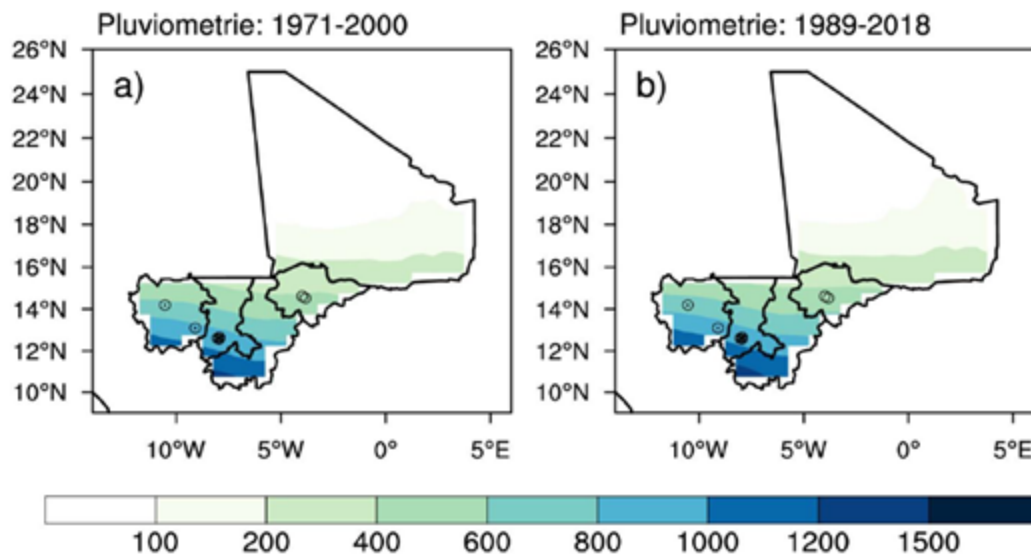 Pluviometrie: 1971-2000
26°N
24°N
22°N
20°N
18°N
16°N
14°N
12°N
10°N
a)
10°W 5°W 0° 5°E
Pluviometrie: 1989-2018
26°N
24°N
22°N
20°N
18°N
16°N
14°N
12°N
10°N
b)
10°W 5°W 0° 5°E
100 200 400 600 800 1000 1200 1500